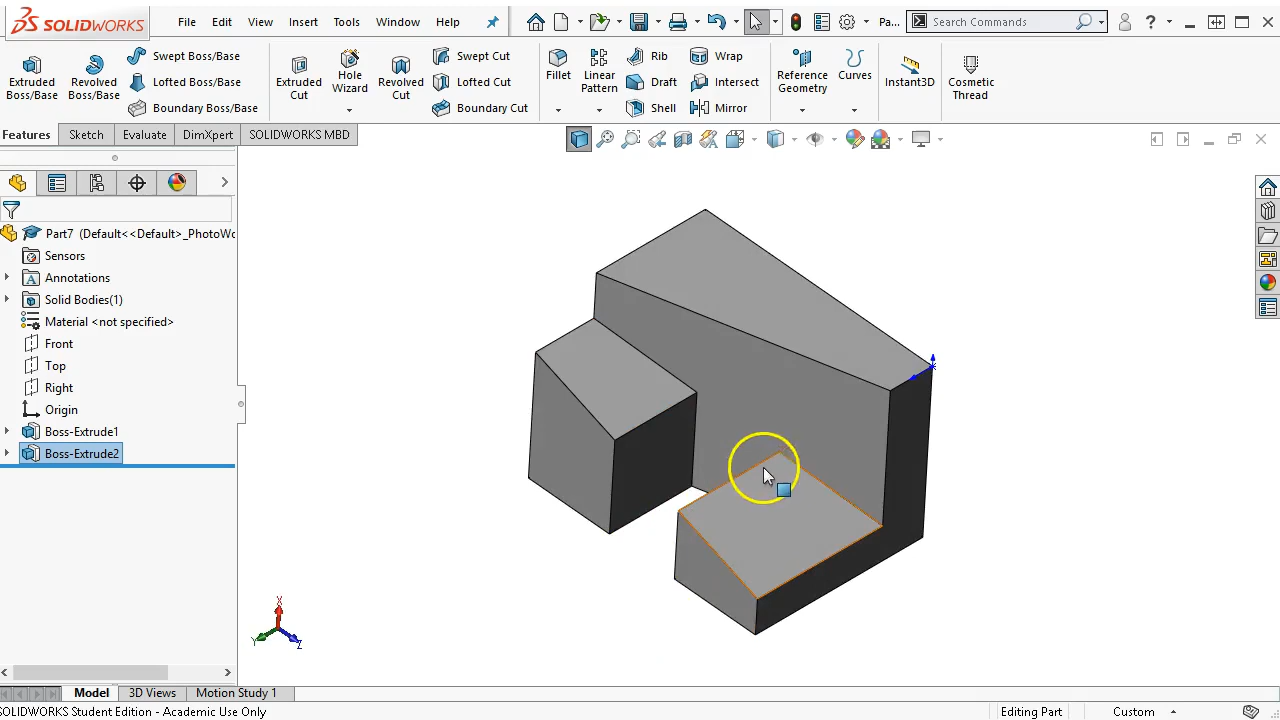 SOLIDWORKS
File Edit View Insert Tools Window Help
Pa...
Search Commands
Extruded Boss/Base
Revolved Boss/Base
Swept Boss/Base
Lofted Boss/Base
Boundary Boss/Base
Extruded Cut
Hole Wizard
Revolved Cut
Swept Cut
Lofted Cut
Boundary Cut
Fillet
Linear Pattern
Rib
Draft
Shell
Wrap
Intersect
Mirror
Reference Geometry
Curves
Instant3D
Cosmetic Thread
Features Sketch Evaluate DimXpert SOLIDWORKS MBD
Part7 (Default<<Default>_PhotoWo
Sensors
Annotations
Solid Bodies(1)
Material <not specified>
Front
Top
Right
Origin
Boss-Extrude1
Boss-Extrude2
X
Y
Z
Model 3D Views Motion Study 1
SOLIDWORKS Student Edition - Academic Use Only
Editing Part
Custom